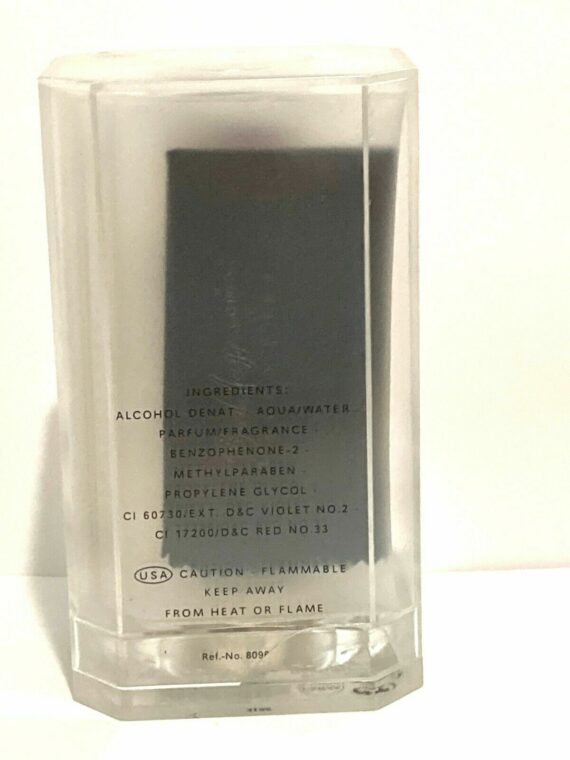 INGREDIENTS:
ALCOHOL DENAT · AQUA/WATER ·
PARFUM/FRAGRANCE ·
BENZOPHENONE-2 ·
METHYLPARABEN ·
PROPYLENE GLYCOL ·
CI 60730/EXT. D&C VIOLET NO.2 ·
CI 17200/D&C RED NO.33
USA CAUTION · FLAMMABLE
KEEP AWAY
FROM HEAT OR FLAME
Ref.-No.